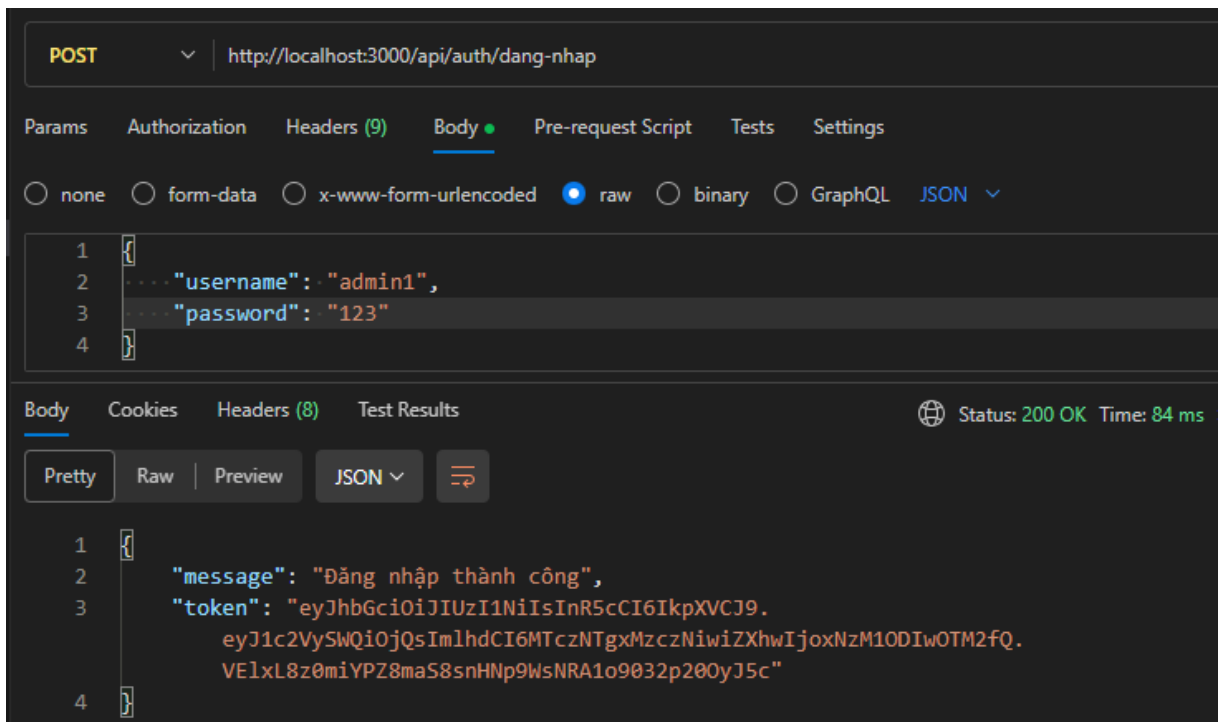 POST http://localhost:3000/api/auth/dang-nhap
Params Authorization Headers (9) Body Pre-request Script Tests Settings
none form-data x-www-form-urlencoded raw binary GraphQL JSON
1 {
2 "username": "admin1",
3 "password": "123"
4 }
Body Cookies Headers (8) Test Results Status: 200 OK Time: 84 ms
Pretty Raw Preview JSON
1 {
2 "message": "Đăng nhập thành công",
3 "token": "eyJhbGciOiJIUzI1NiIsInR5cCI6IkpXVCJ9.
eyJ1c2VySWQiOjQsImlhdCI6MTczNTgxMzczNiwiZXhwIjoxNzM1ODIwOTM2fQ.
VElxL8z0miYPZ8maS8snHNp9WsNRA1o9032p20OyJ5c"
4 }